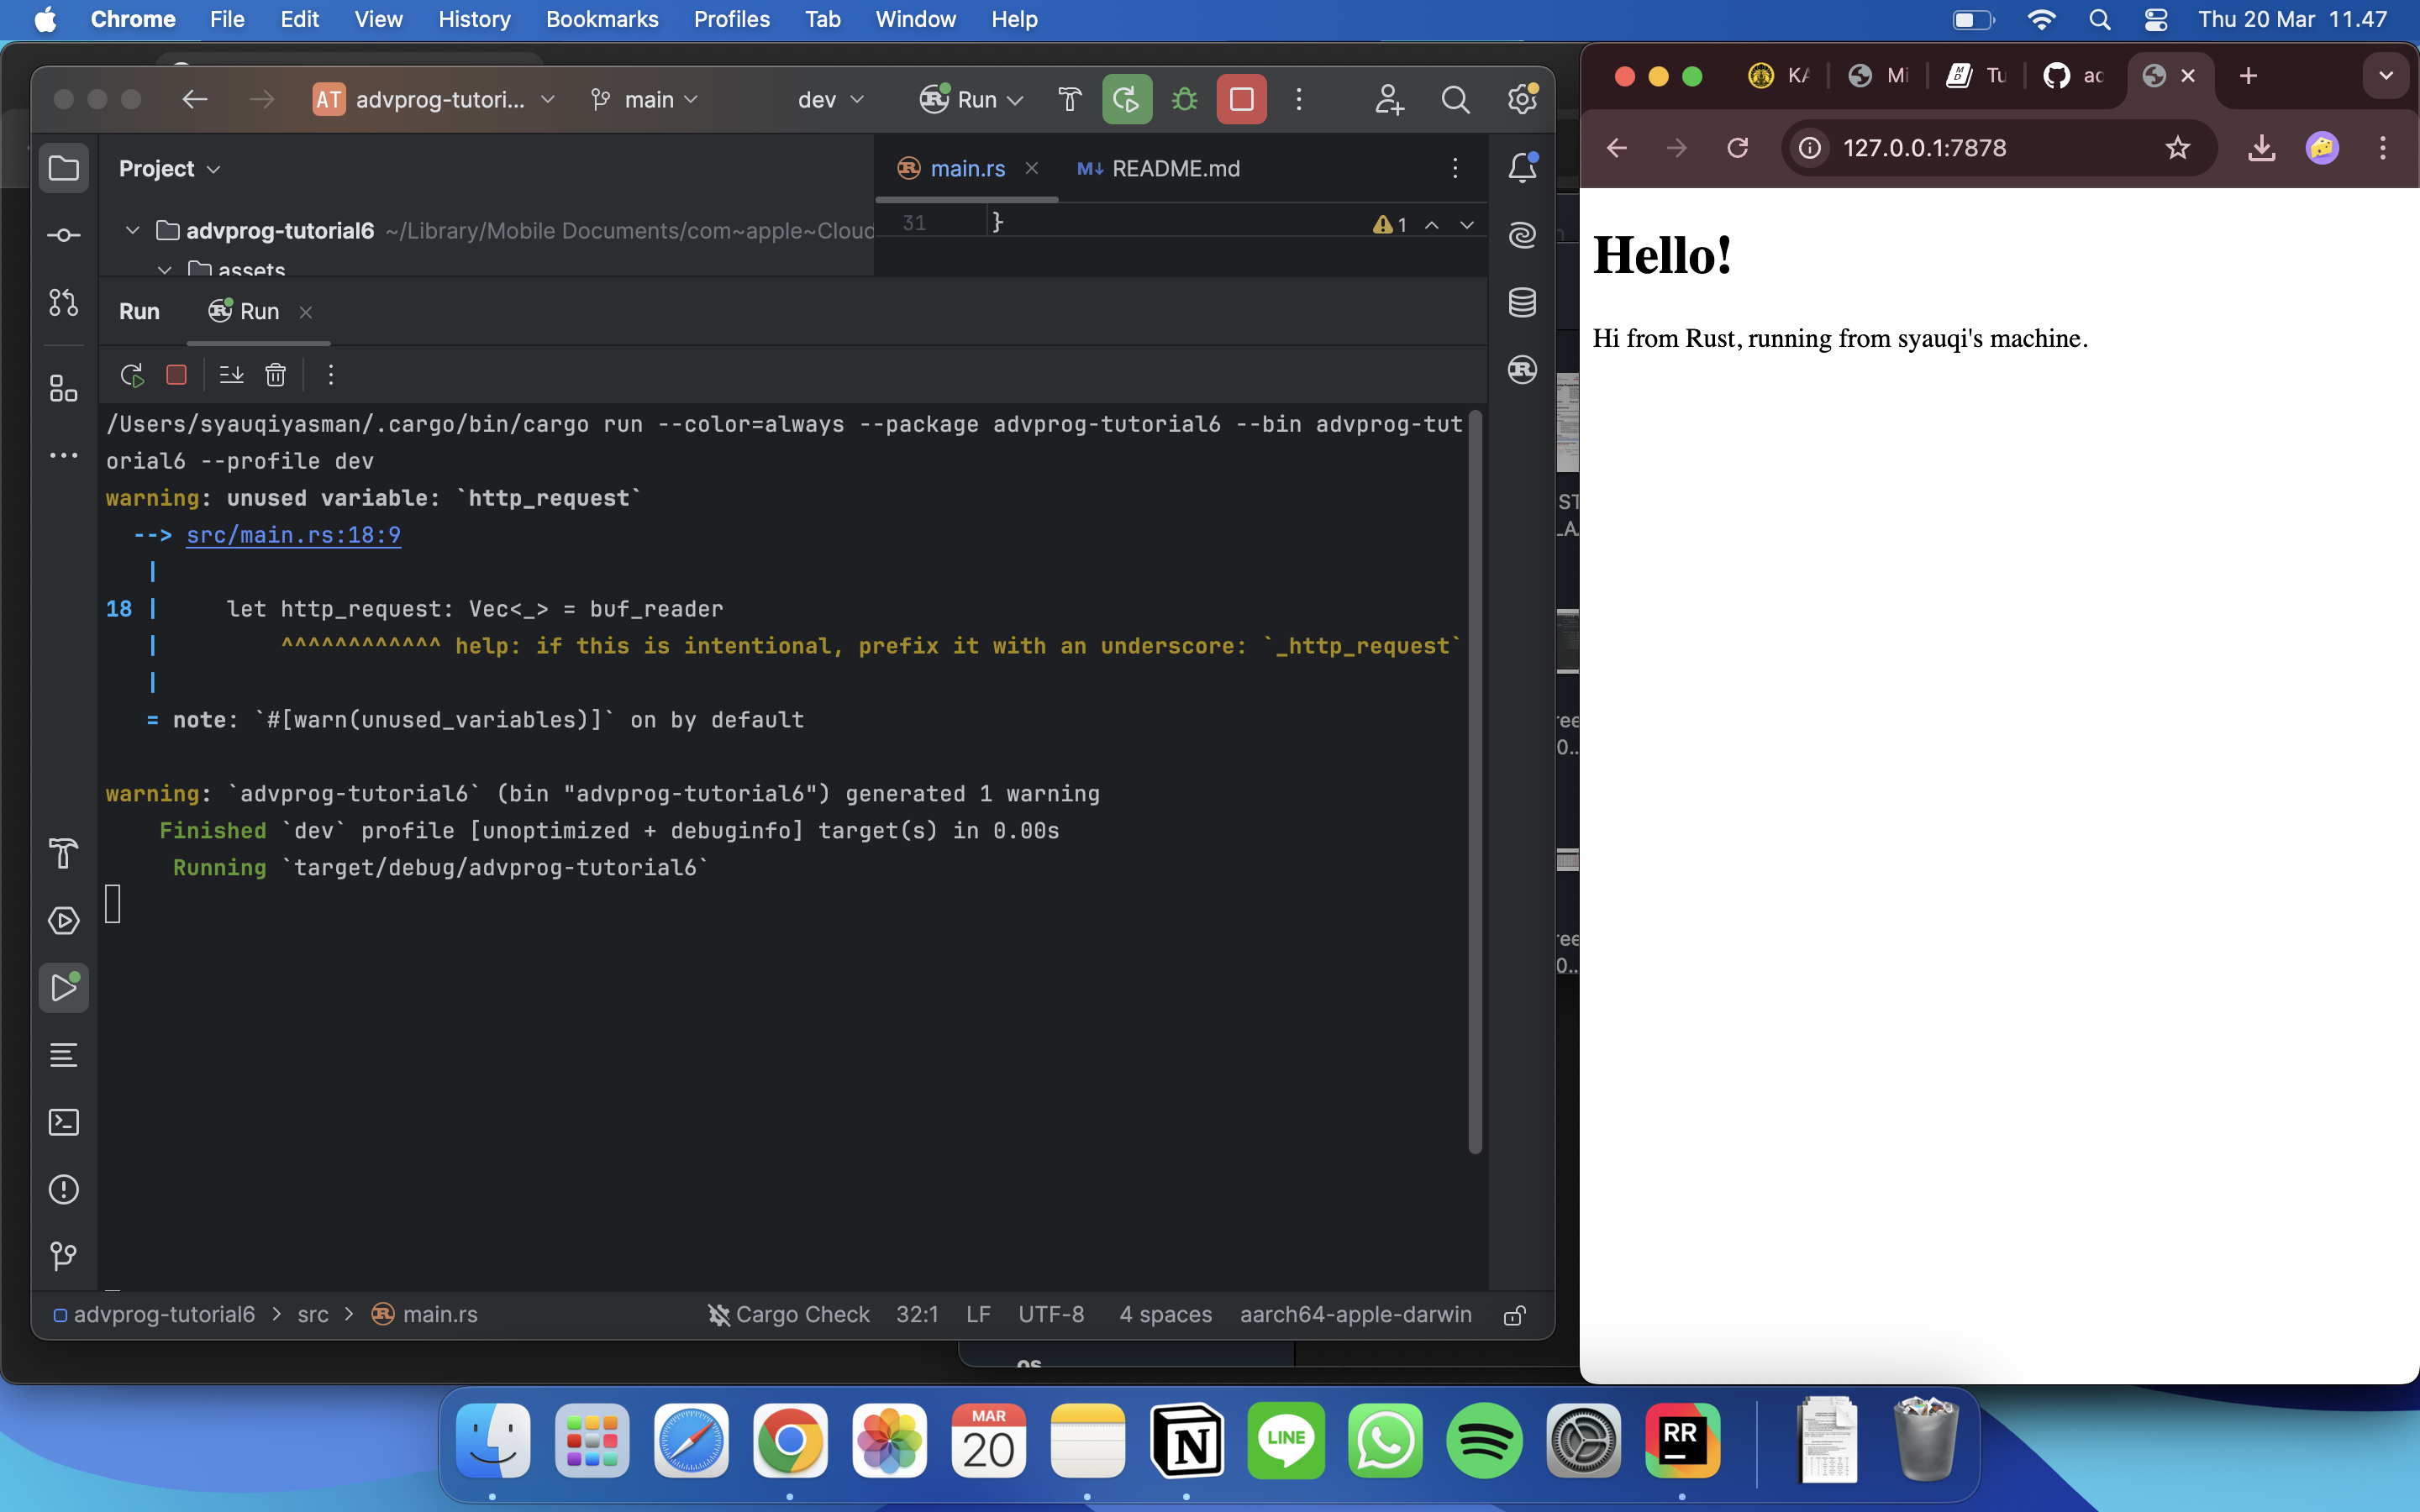 Chrome File Edit View History Bookmarks Profiles Tab Window Help Thu 20 Mar 11.47
AT advprog-tutori... main dev Run
Project
main.rs
README.md
advprog-tutorial6 ~/Library/Mobile Documents/com~apple~Cloud
31 }
1
assets
Run Run
/Users/syauqiyasman/.cargo/bin/cargo run --color=always --package advprog-tutorial6 --bin advprog-tut
orial6 --profile dev
warning: unused variable: `http_request`
--> src/main.rs:18:9
|
18 | let http_request: Vec<_> = buf_reader
| ^^^^^^^^^^^^ help: if this is intentional, prefix it with an underscore: `_http_request`
|
= note: `#[warn(unused_variables)]` on by default
warning: `advprog-tutorial6` (bin "advprog-tutorial6") generated 1 warning
Finished `dev` profile [unoptimized + debuginfo] target(s) in 0.00s
Running `target/debug/advprog-tutorial6`
advprog-tutorial6 > src > main.rs Cargo Check 32:1 LF UTF-8 4 spaces aarch64-apple-darwin
KA Mi Tu ac
127.0.0.1:7878
Hello!
Hi from Rust, running from syauqi's machine.
MAR
20
N
LINE
RR